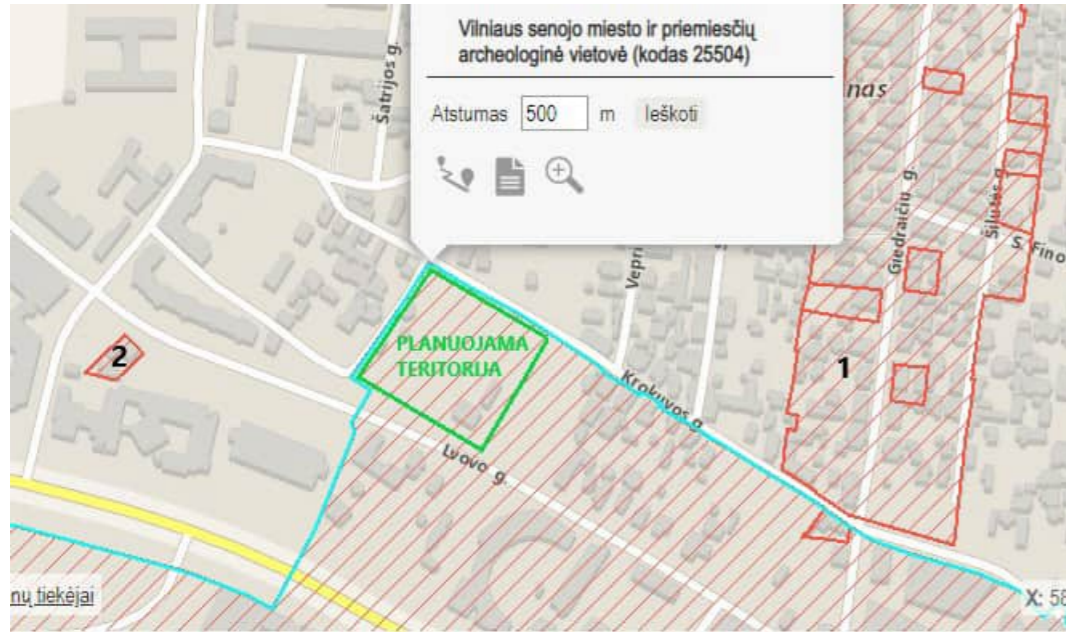 Vilniaus senojo miesto ir priemiesčių
archeologinė vietovė (kodas 25504)
Atstumas 500 m Ieškoti
Šatrijos g.
nas
Giedraičių g.
Šilutės g.
S. Fino
Vepri
PLANUOJAMA
TERITORIJA
2
1
Krokuvos g.
Lvovo g.
nų tiekėjai
X: 58